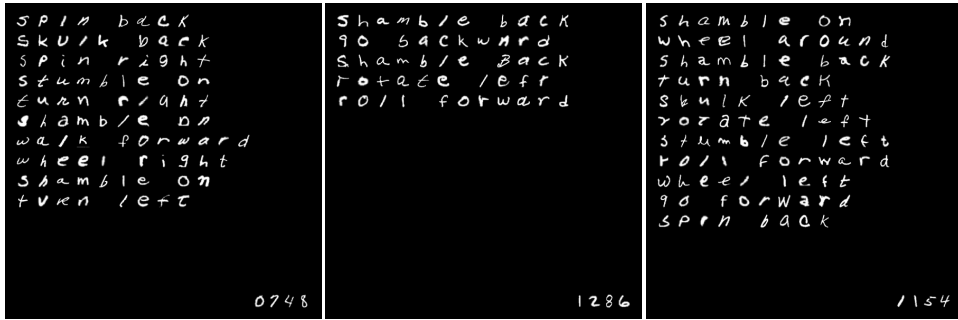 spin back
skulk back
spin right
stumble on
turn right
shamble on
walk forward
wheel right
shamble on
turn left
0748
shamble back
go backward
shamble back
rotate left
roll forward
1286
shamble on
wheel around
shamble back
turn back
skulk left
rotate left
stumble left
roll forward
wheel left
go forward
spin back
1154